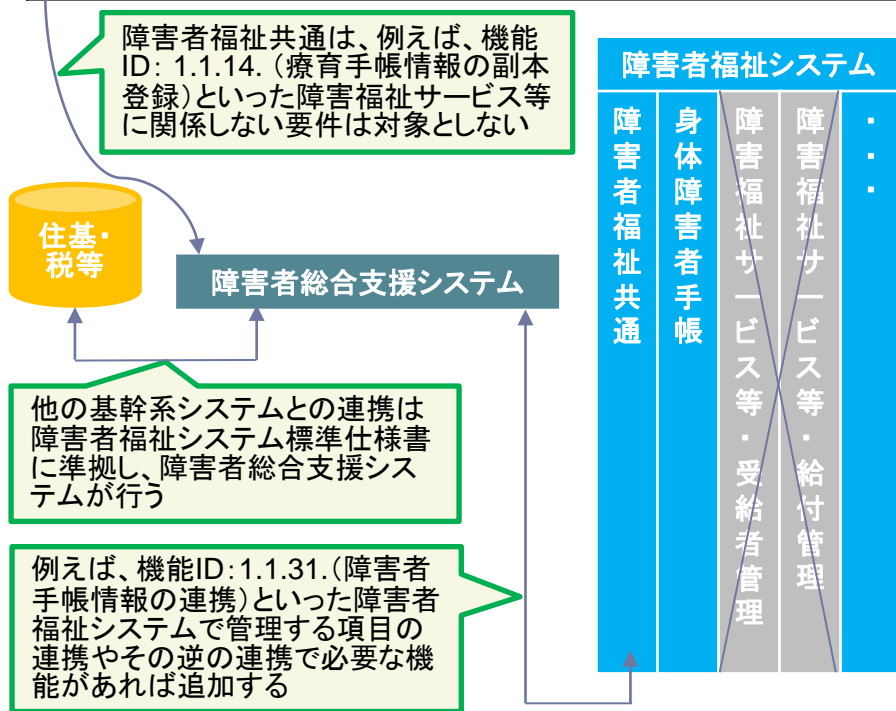 障害者福祉共通は、例えば、機能
ID: 1.1.14.（療育手帳情報の副本
登録）といった障害福祉サービス等
に関係しない要件は対象としない
住基・
税等
障害者総合支援システム
他の基幹系システムとの連携は
障害者福祉システム標準仕様書
に準拠し、障害者総合支援シス
テムが行う
例えば、機能ID:1.1.31.（障害者
手帳情報の連携）といった障害者
福祉システムで管理する項目の
連携やその逆の連携で必要な機
能があれば追加する
障害者福祉システム
障害者福祉共通
身体障害者手帳
障害福祉サービス等・受給者管理
障害福祉サービス等・給付管理
・・・